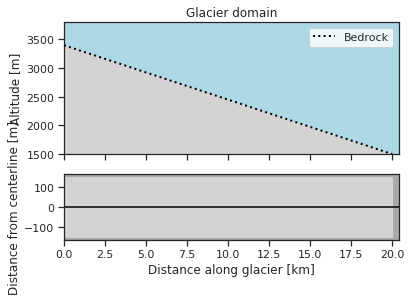 Glacier domain
Altitude [m]
3500
3000
2500
2000
1500
Bedrock
Distance from centerline [m]
100
0
−100
0.0 2.5 5.0 7.5 10.0 12.5 15.0 17.5 20.0
Distance along glacier [km]